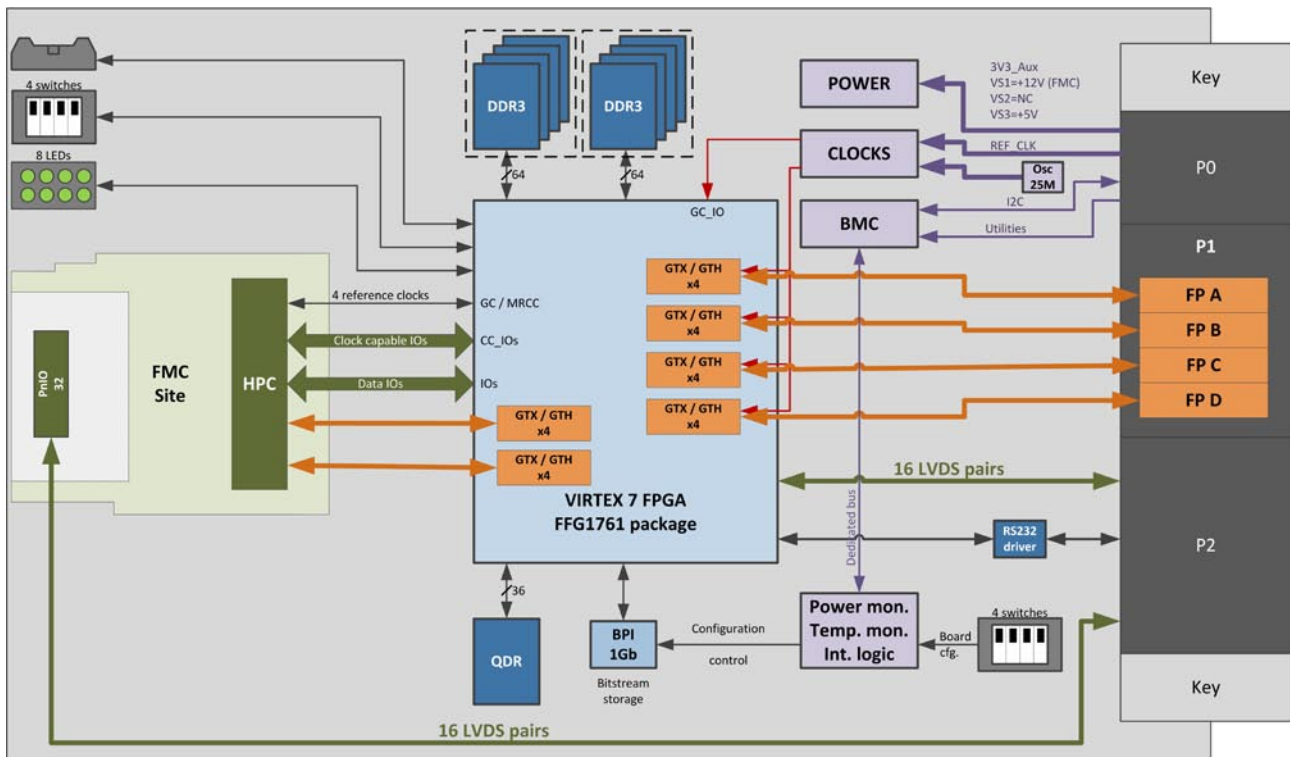 4 switches
8 LEDs
DDR3
DDR3
64
64
POWER
3V3_Aux
VS1=+12V (FMC)
VS2=NC
VS3=+5V
CLOCKS
REF_CLK
Osc
25M
BMC
I2C
Utilities
Key
P0
P1
FP A
FP B
FP C
FP D
P2
Key
GC_IO
GTX / GTH
x4
GTX / GTH
x4
GTX / GTH
x4
GTX / GTH
x4
GC / MRCC
CC_IOs
IOs
GTX / GTH
x4
GTX / GTH
x4
VIRTEX 7 FPGA
FFG1761 package
4 reference clocks
Clock capable IOs
Data IOs
PnIO
32
FMC
Site
HPC
16 LVDS pairs
Dedicated bus
RS232
driver
36
QDR
BPI
1Gb
Bitstream
storage
Configuration
control
Power mon.
Temp. mon.
Int. logic
Board
cfg.
4 switches
16 LVDS pairs